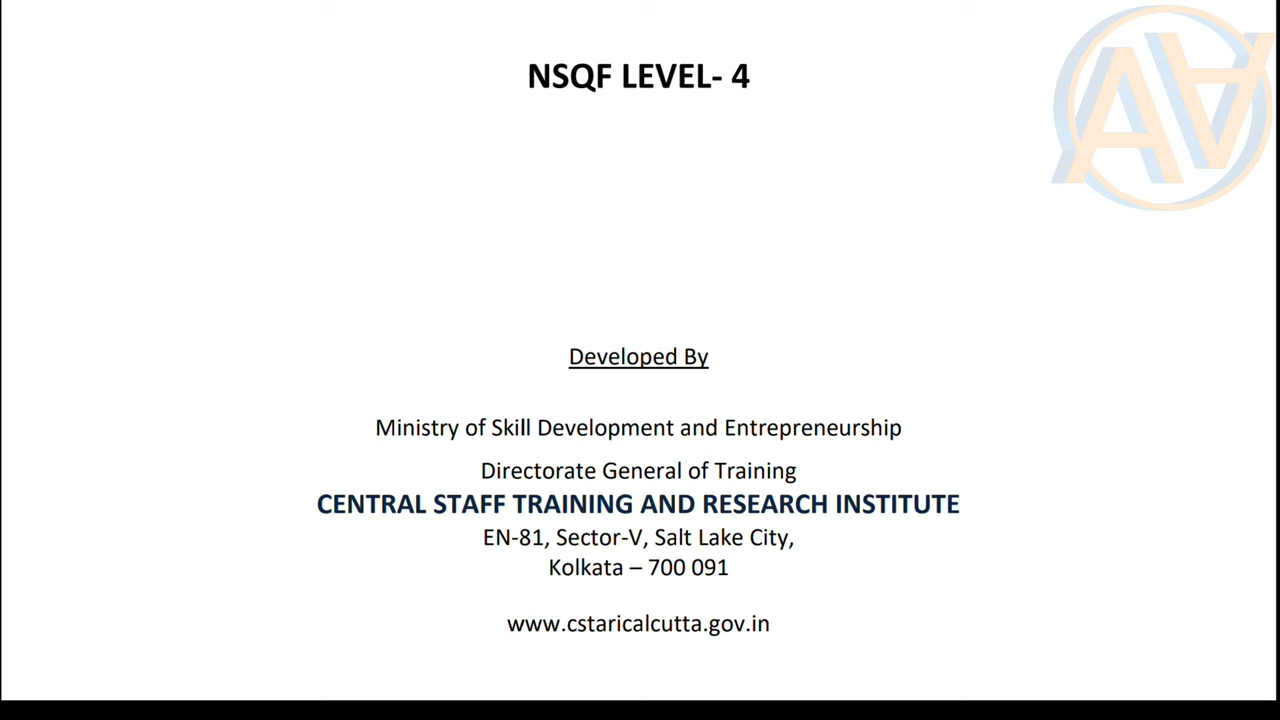 NSQF LEVEL- 4
Developed By
Ministry of Skill Development and Entrepreneurship
Directorate General of Training
CENTRAL STAFF TRAINING AND RESEARCH INSTITUTE
EN-81, Sector-V, Salt Lake City,
Kolkata – 700 091
www.cstaricalcutta.gov.in